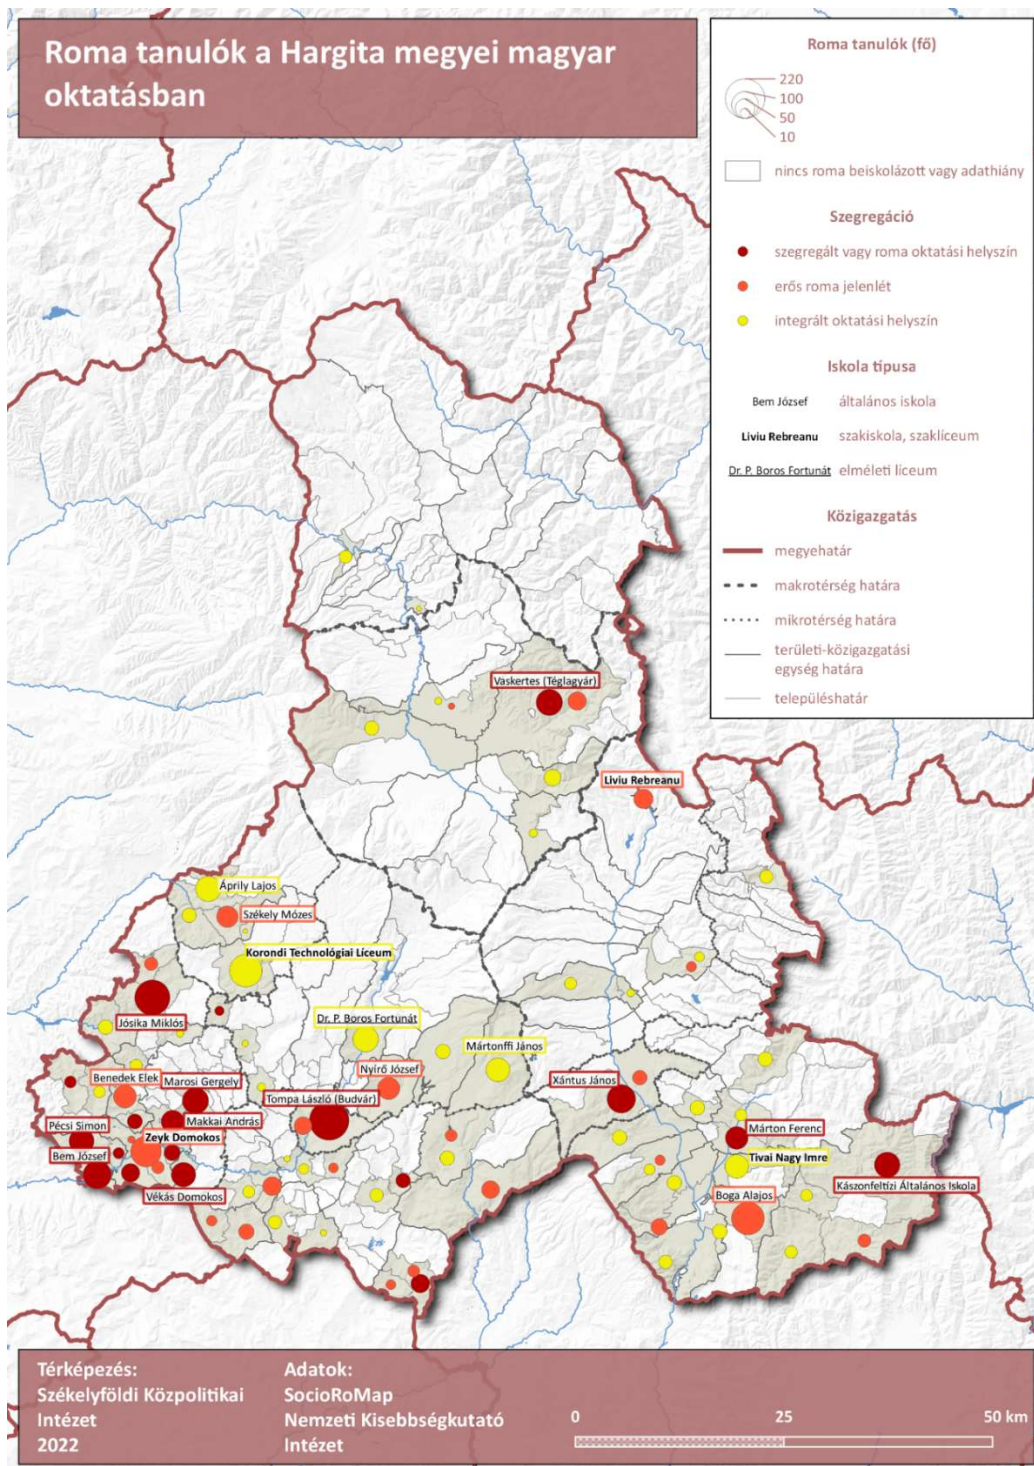 Roma tanulók a Hargita megyei magyar
oktatásban
Roma tanulók (fő)
220
100
50
10
nincs roma beiskolázott vagy adathiány
Szegregáció
szegregált vagy roma oktatási helyszín
erős roma jelenlét
integrált oktatási helyszín
Iskola típusa
Bem József általános iskola
Liviu Rebreanu szakiskola, szaklíceum
Dr. P. Boros Fortunát elméleti líceum
Közigazgatás
megyehatár
makrotérség határa
mikrotérség határa
területi-közigazgatási
egység határa
településhatár
Vaskertes (Téglagyár)
Liviu Rebreanu
Áprily Lajos
Székely Mózes
Korondi Technológiai Líceum
Jósika Miklós
Dr. P. Boros Fortunát
Mártonffi János
Nyírő József
Benedek Elek
Marosi Gergely
Xántus János
Tompa László (Budvár)
Makkai András
Pécsi Simon
Zeyk Domokos
Márton Ferenc
Bem József
Tivai Nagy Imre
Kászonfeltízi Általános Iskola
Végás Domokos
Boga Alajos
Térképezés:
Székelyföldi Közpolitikai
Intézet
2022
Adatok:
SocioRoMap
Nemzeti Kisebbségkutató
Intézet
0 25 50 km